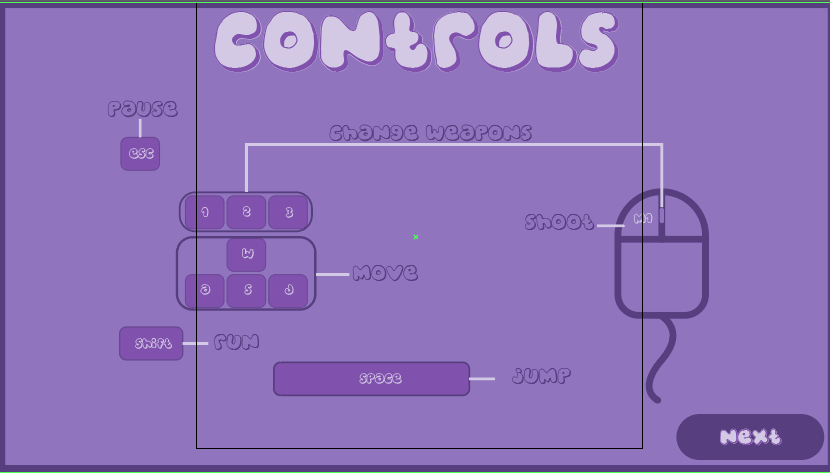 CONTROLS
PAUSE
esc
CHANGE WEAPONS
1 2 3
SHOOT
M1
W
A S D
MOVE
Shift
RUN
SPACE
JUMP
NEXT